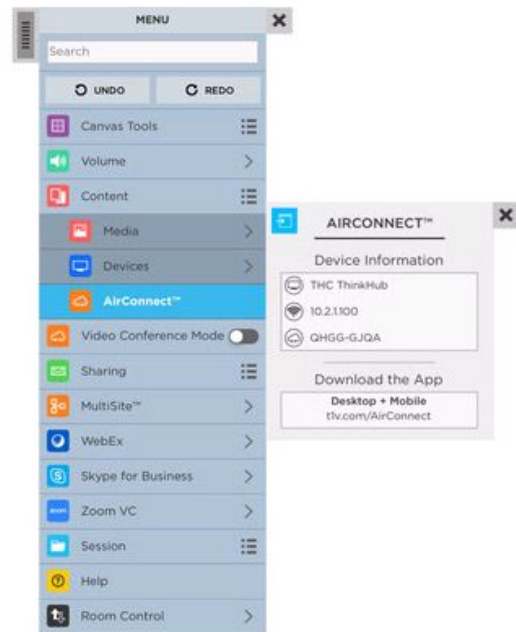 MENU
Search
UNDO
REDO
Canvas Tools
Volume
Content
Media
Devices
AirConnect™
Video Conference Mode
Sharing
MultiSite™
WebEx
Skype for Business
Zoom VC
Session
Help
Room Control
AIRCONNECT™
Device Information
THC ThinkHub
10.2.1.100
QHGG-GJQA
Download the App
Desktop + Mobile
t1v.com/AirConnect